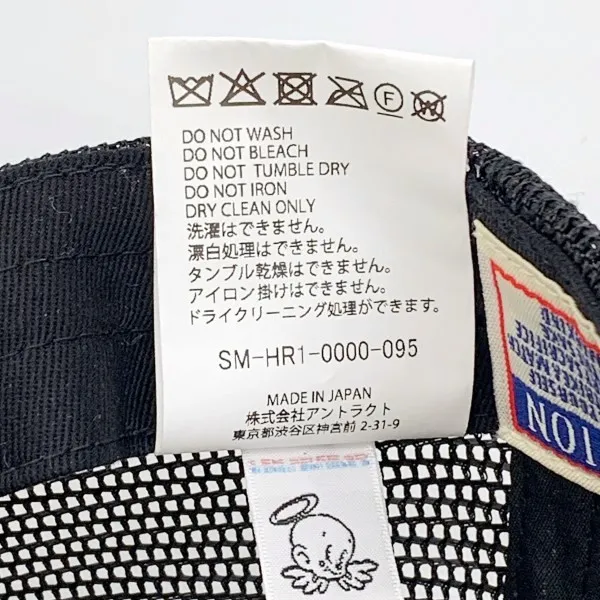 DO NOT WASH
DO NOT BLEACH
DO NOT TUMBLE DRY
DO NOT IRON
DRY CLEAN ONLY
洗濯はできません。
漂白処理はできません。
タンブル乾燥はできません。
アイロン掛けはできません。
ドライクリーニング処理ができます。
SM-HR1-0000-095
MADE IN JAPAN
株式会社アントラクト
東京都渋谷区神宮前 2-31-9
F
W
ION